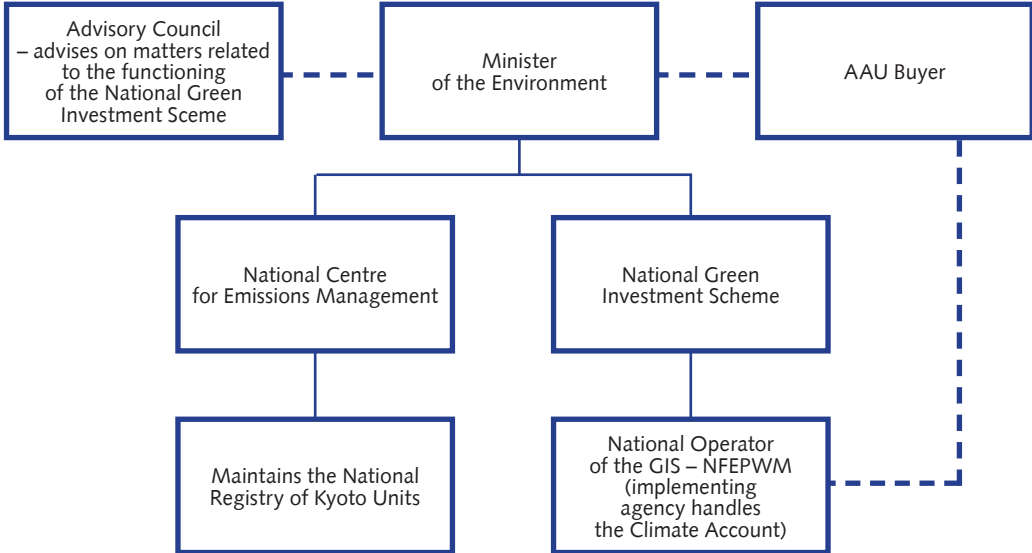 Advisory Council
– advises on matters related
to the functioning
of the National Green
Investment Sceme
Minister
of the Environment
AAU Buyer
National Centre
for Emissions Management
National Green
Investment Scheme
Maintains the National
Registry of Kyoto Units
National Operator
of the GIS – NFEPWM
(implementing
agency handles
the Climate Account)